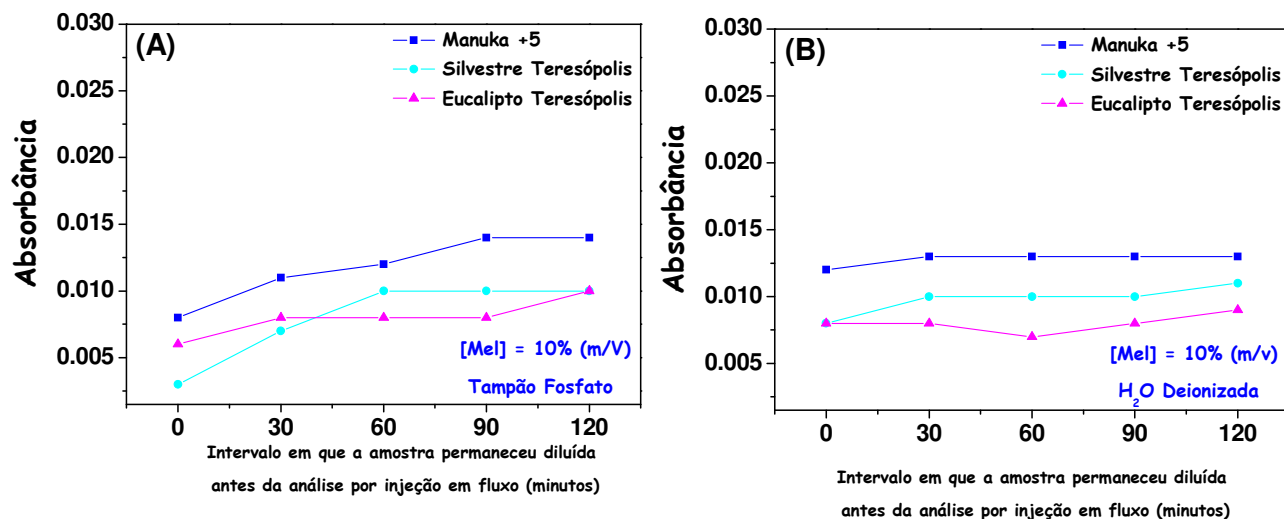 (A)
Manuka +5
Silvestre Teresópolis
Eucalipto Teresópolis
0.030
0.025
0.020
0.015
0.010
0.005
Absorbância
[Mel] = 10% (m/V)
Tampão Fosfato
0 30 60 90 120
Intervalo em que a amostra permaneceu diluída
antes da análise por injeção em fluxo (minutos)
(B)
Manuka +5
Silvestre Teresópolis
Eucalipto Teresópolis
0.030
0.025
0.020
0.015
0.010
0.005
Absorbância
[Mel] = 10% (m/v)
H₂O Deionizada
0 30 60 90 120
Intervalo em que a amostra permaneceu diluída
antes da análise por injeção em fluxo (minutos)